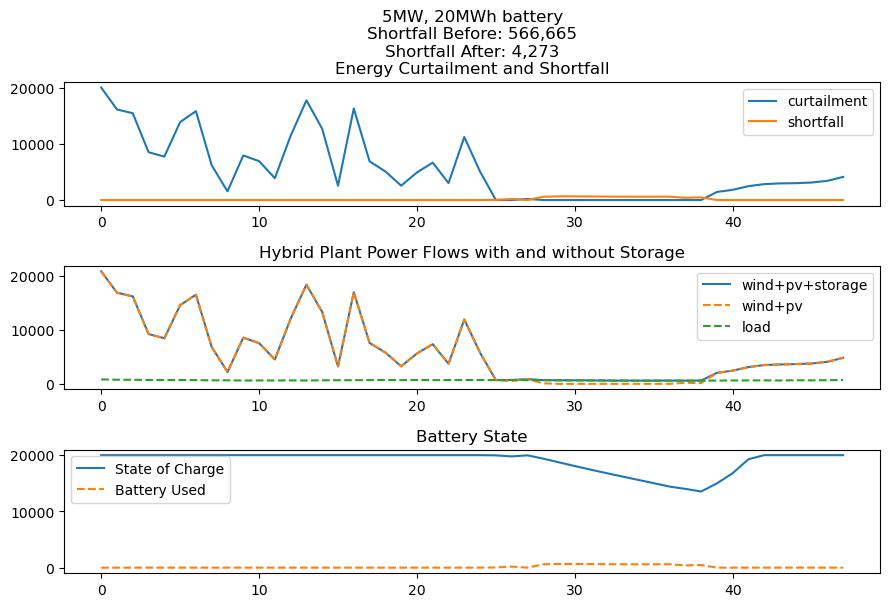 5MW, 20MWh battery
Shortfall Before: 566,665
Shortfall After: 4,273
Energy Curtailment and Shortfall
20000
10000
0
curtailment
shortfall
0 10 20 30 40
Hybrid Plant Power Flows with and without Storage
20000
10000
0
wind+pv+storage
wind+pv
load
0 10 20 30 40
Battery State
20000
10000
0
State of Charge
Battery Used
0 10 20 30 40